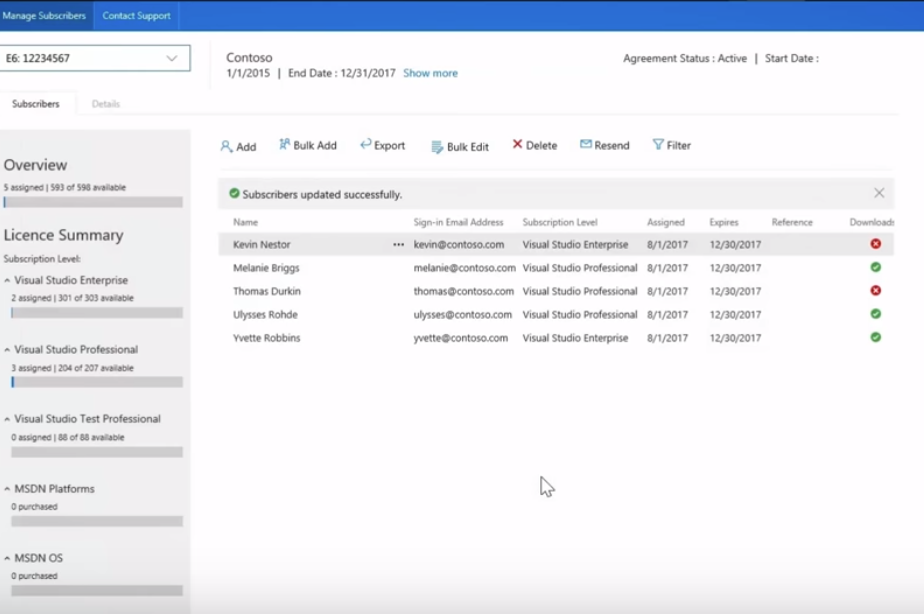 Manage Subscribers Contact Support
E6: 12234567
Contoso
1/1/2015 | End Date : 12/31/2017 Show more
Agreement Status : Active | Start Date :
Subscribers Details
Overview
5 assigned | 593 of 598 available
Licence Summary
Subscription Level:
Visual Studio Enterprise
2 assigned | 301 of 303 available
Visual Studio Professional
3 assigned | 204 of 207 available
Visual Studio Test Professional
0 assigned | 88 of 88 available
MSDN Platforms
0 purchased
MSDN OS
0 purchased
Add Bulk Add Export Bulk Edit Delete Resend Filter
Subscribers updated successfully.
Name Sign-in Email Address Subscription Level Assigned Expires Reference Downloads
Kevin Nestor ••• kevin@contoso.com Visual Studio Enterprise 8/1/2017 12/30/2017
Melanie Briggs melanie@contoso.com Visual Studio Professional 8/1/2017 12/30/2017
Thomas Durkin thomas@contoso.com Visual Studio Professional 8/1/2017 12/30/2017
Ulysses Rohde ulysses@contoso.com Visual Studio Professional 8/1/2017 12/30/2017
Yvette Robbins yvette@contoso.com Visual Studio Enterprise 8/1/2017 12/30/2017